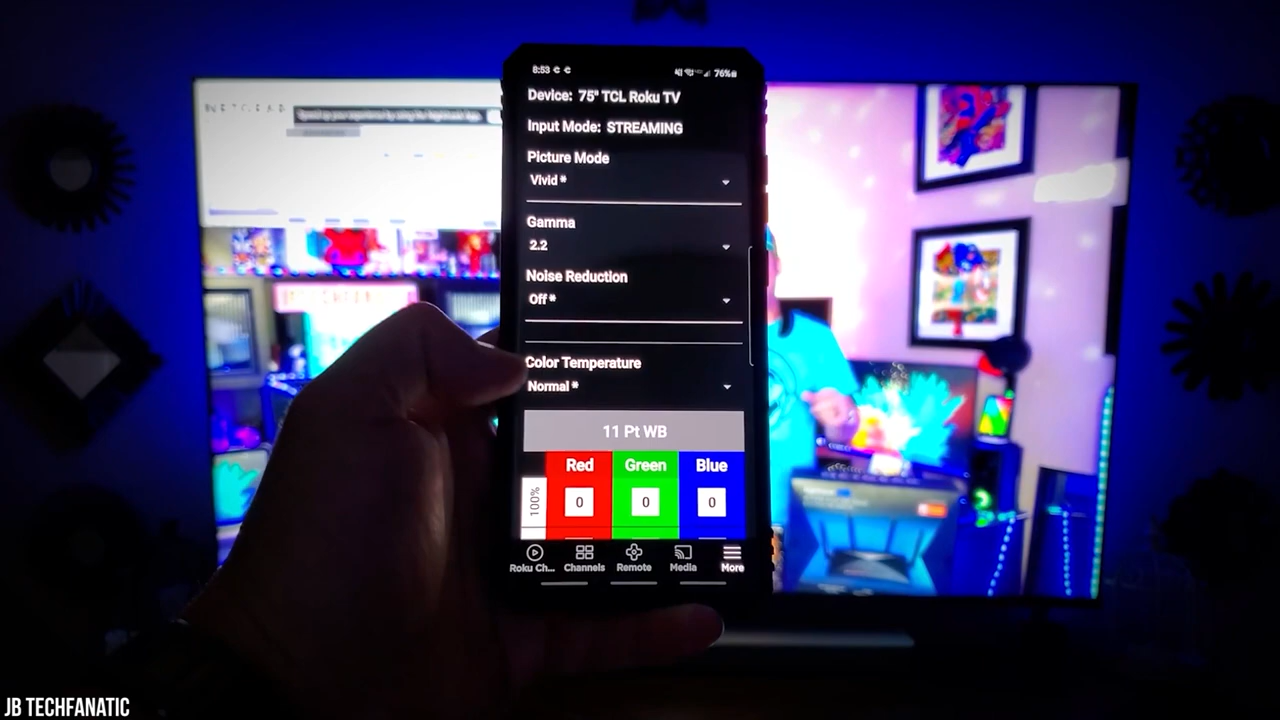 8:53
76%
Device: 75" TCL Roku TV
Input Mode: STREAMING
Picture Mode
Vivid *
Gamma
2.2
Noise Reduction
Off *
Color Temperature
Normal *
11 Pt WB
Red Green Blue
100% 0 0 0
Roku Ch... Channels Remote Media More
NETGEAR
JB TECHFANATIC